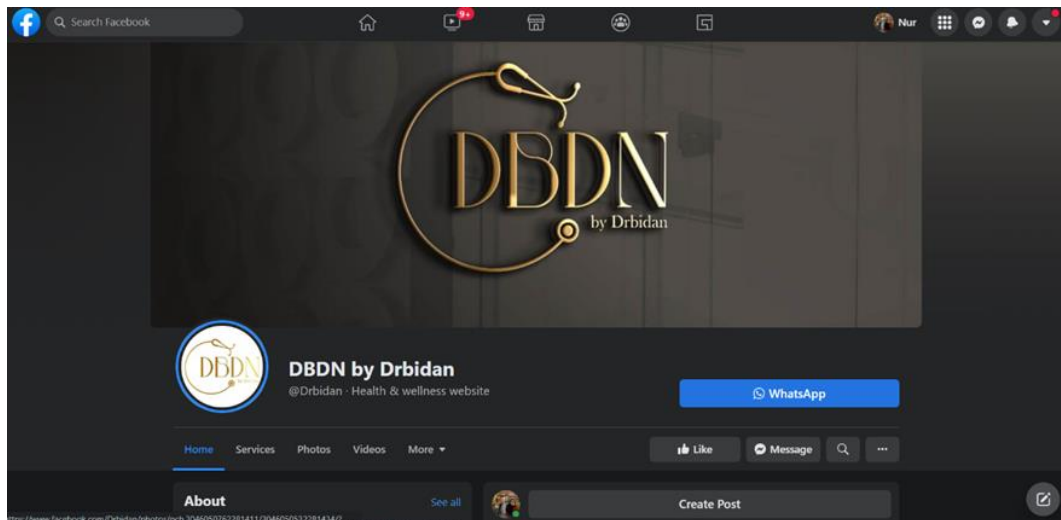 Search Facebook
9+
Nur
DBDN
by Drbidan
DBDN
DBDN by Drbidan
@Drbidan · Health & wellness website
WhatsApp
Home Services Photos Videos More
Like Message
About See all
Create Post